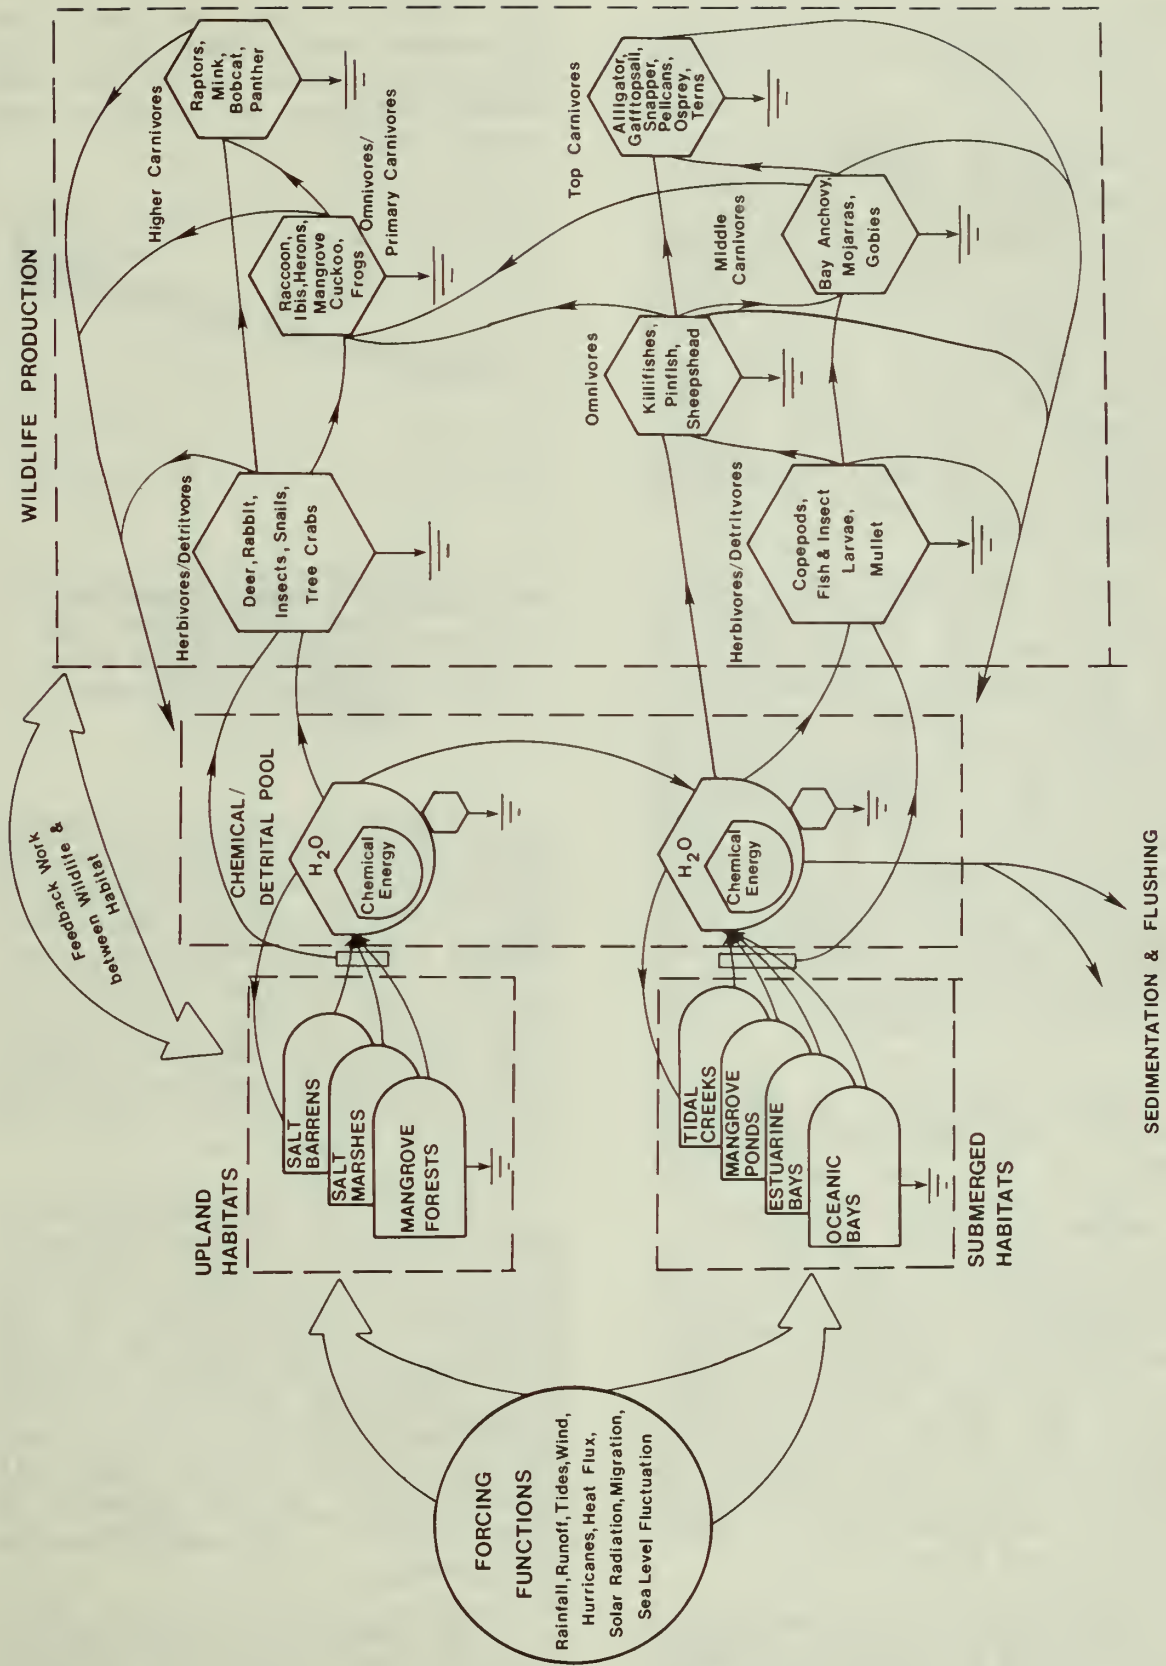 WILDLIFE PRODUCTION
Higher Carnivores
Raptors,
Mink,
Bobcat,
Panther
Omnivores/
Primary Carnivores
Raccoon,
Ibis, Herons,
Mangrove
Cuckoo,
Frogs
Herbivores/Detritvores
Deer, Rabbit,
Insects, Snails,
Tree Crabs
Top Carnivores
Alligator,
Gafftopsail,
Snapper,
Pelicans,
Osprey,
Terns
Middle
Carnivores
Bay Anchovy,
Mojarras,
Gobies
Omnivores
Killifishes,
Pinfish,
Sheepshead
Herbivores/Detritvores
Copepods,
Fish & Insect
Larvae,
Mullet
Feedback Work
between Wildlife &
Habitat
CHEMICAL/
DETRITAL POOL
H2O
Chemical
Energy
H2O
Chemical
Energy
UPLAND
HABITATS
SALT
BARRENS
SALT
MARSHES
MANGROVE
FORESTS
SUBMERGED
HABITATS
TIDAL
CREEKS
MANGROVE
PONDS
ESTUARINE
BAYS
OCEANIC
BAYS
SEDIMENTATION & FLUSHING
FORCING
FUNCTIONS
Rainfall, Runoff, Tides, Wind,
Hurricanes, Heat Flux,
Solar Radiation, Migration,
Sea Level Fluctuation